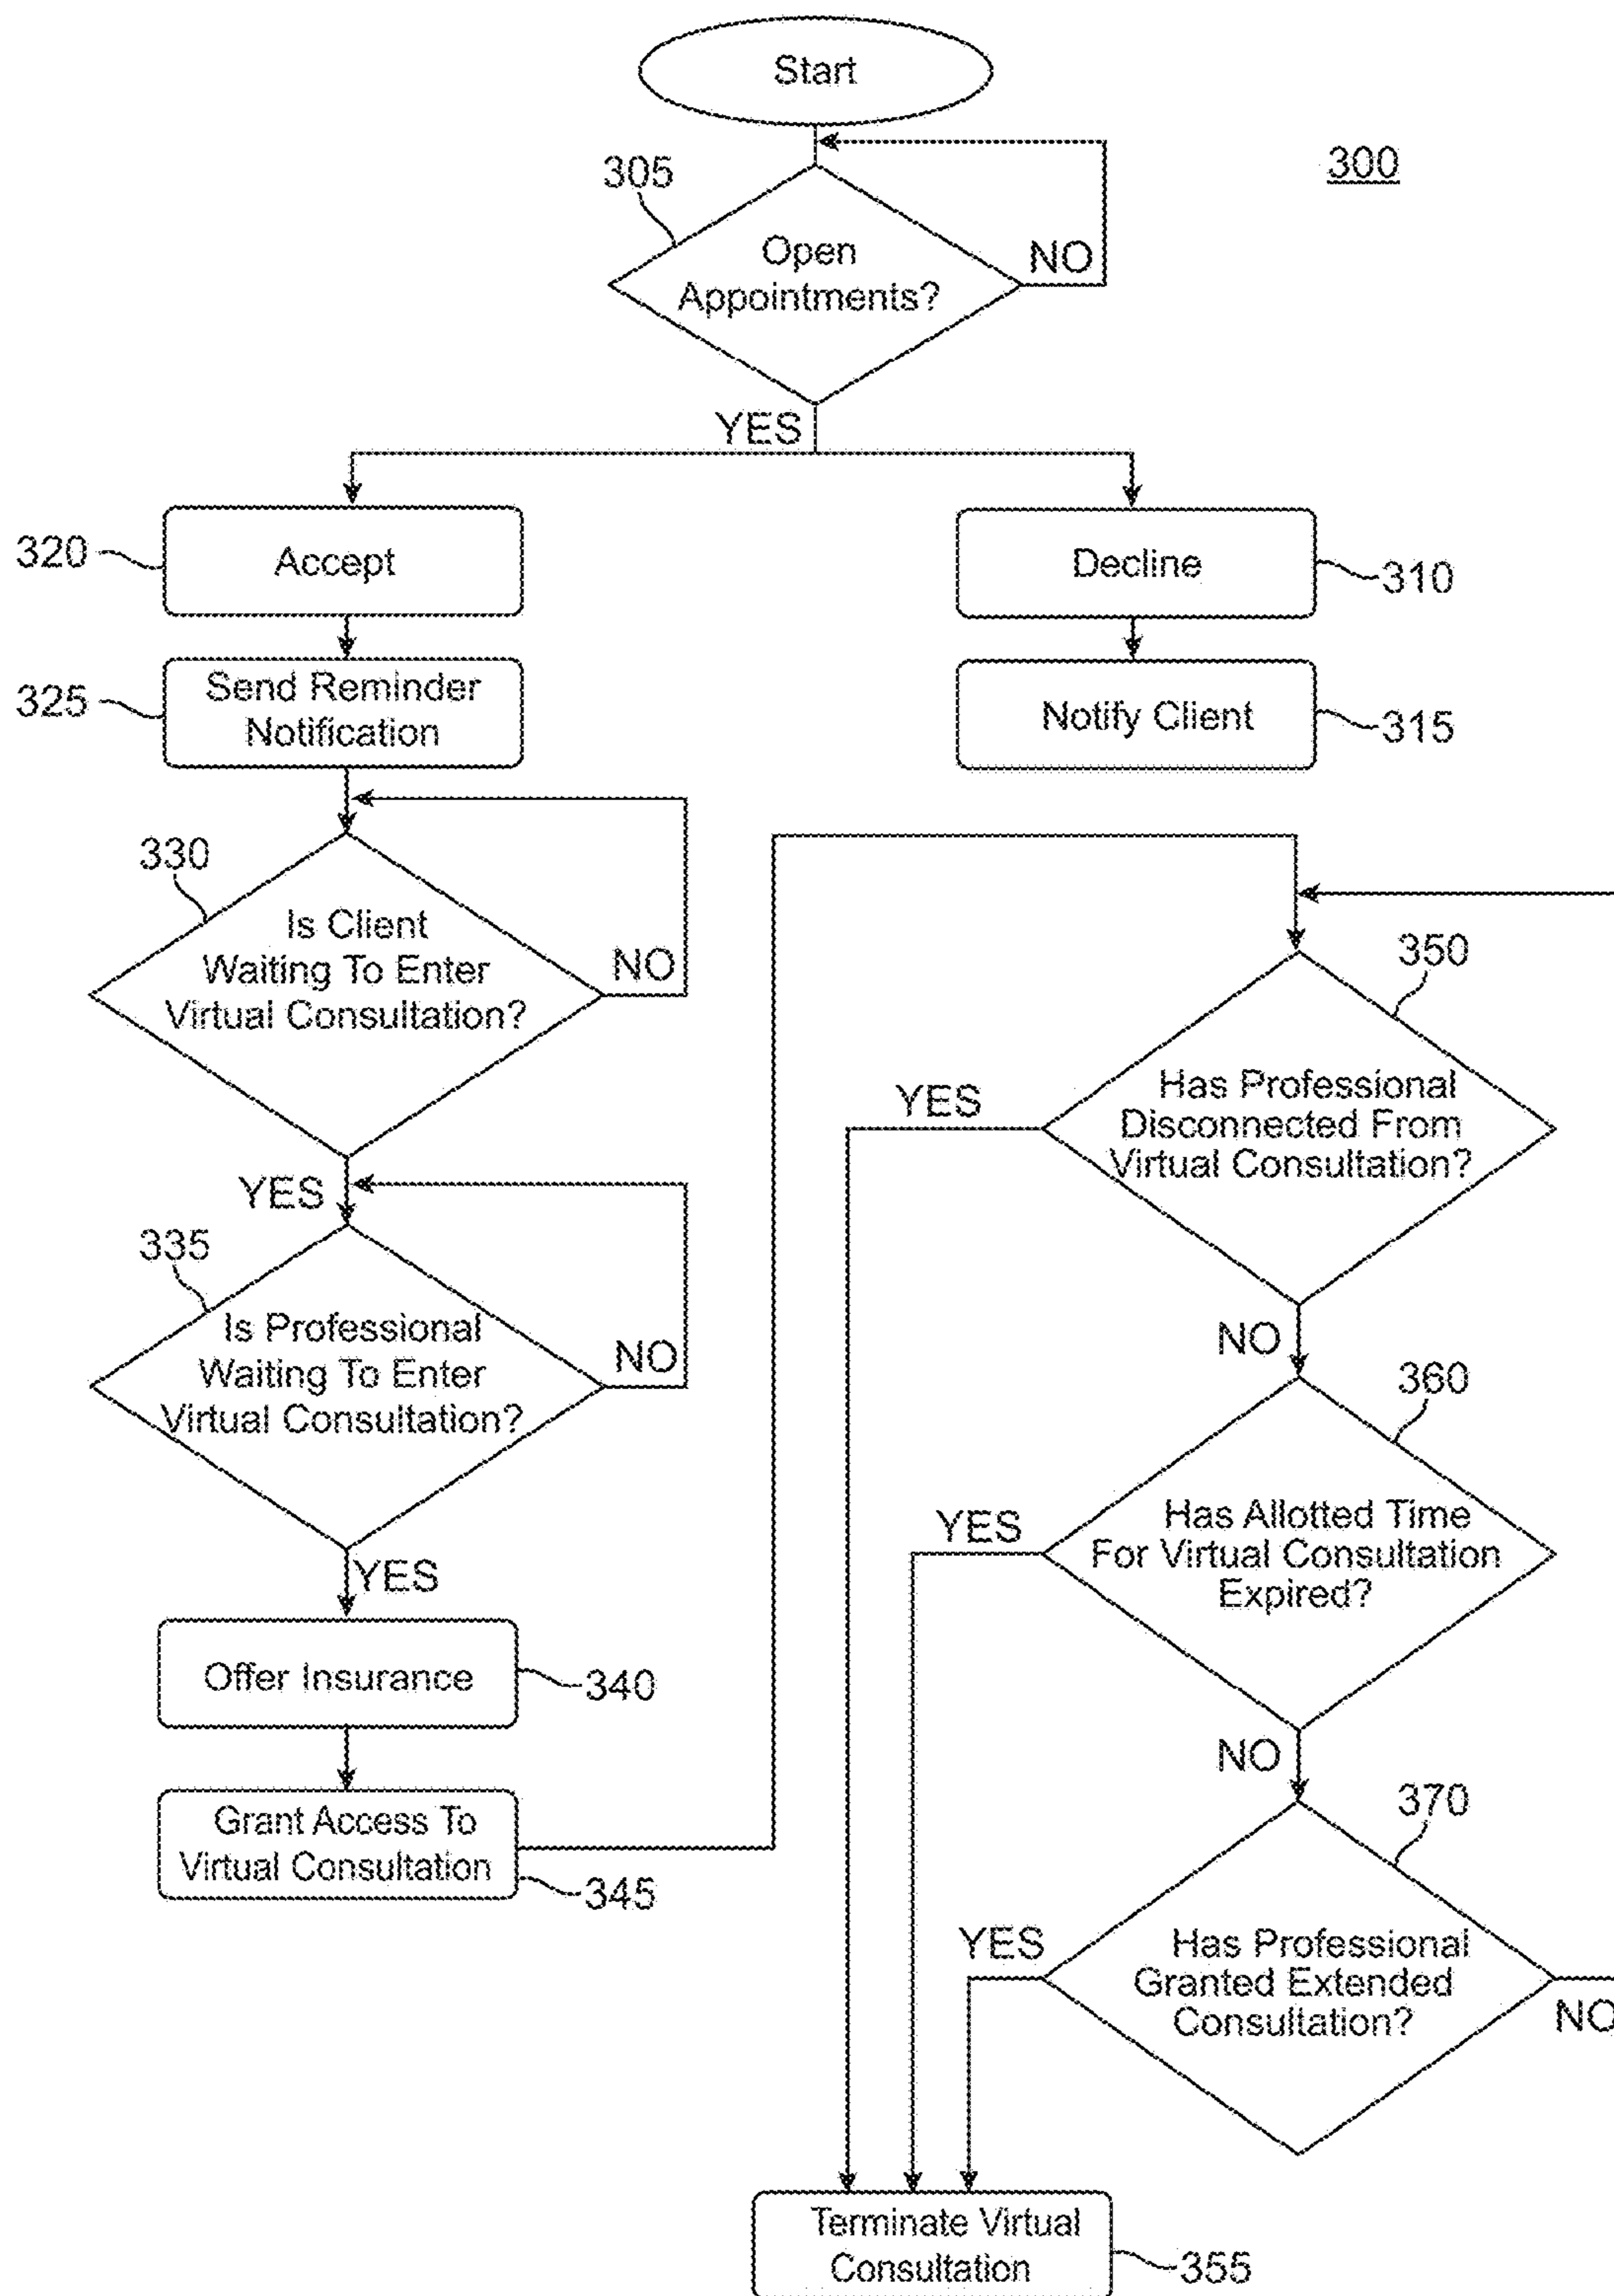 Start
300
305
Open
Appointments?
NO
YES
320
Accept
Decline
310
325
Send Reminder
Notification
Notify Client
315
330
Is Client
Waiting To Enter
Virtual Consultation?
NO
YES
335
Is Professional
Waiting To Enter
Virtual Consultation?
NO
YES
Offer Insurance
340
Grant Access To
Virtual Consultation
345
350
Has Professional
Disconnected From
Virtual Consultation?
YES
NO
360
Has Allotted Time
For Virtual Consultation
Expired?
YES
NO
370
Has Professional
Granted Extended
Consultation?
YES
NO
Terminate Virtual
Consultation
355